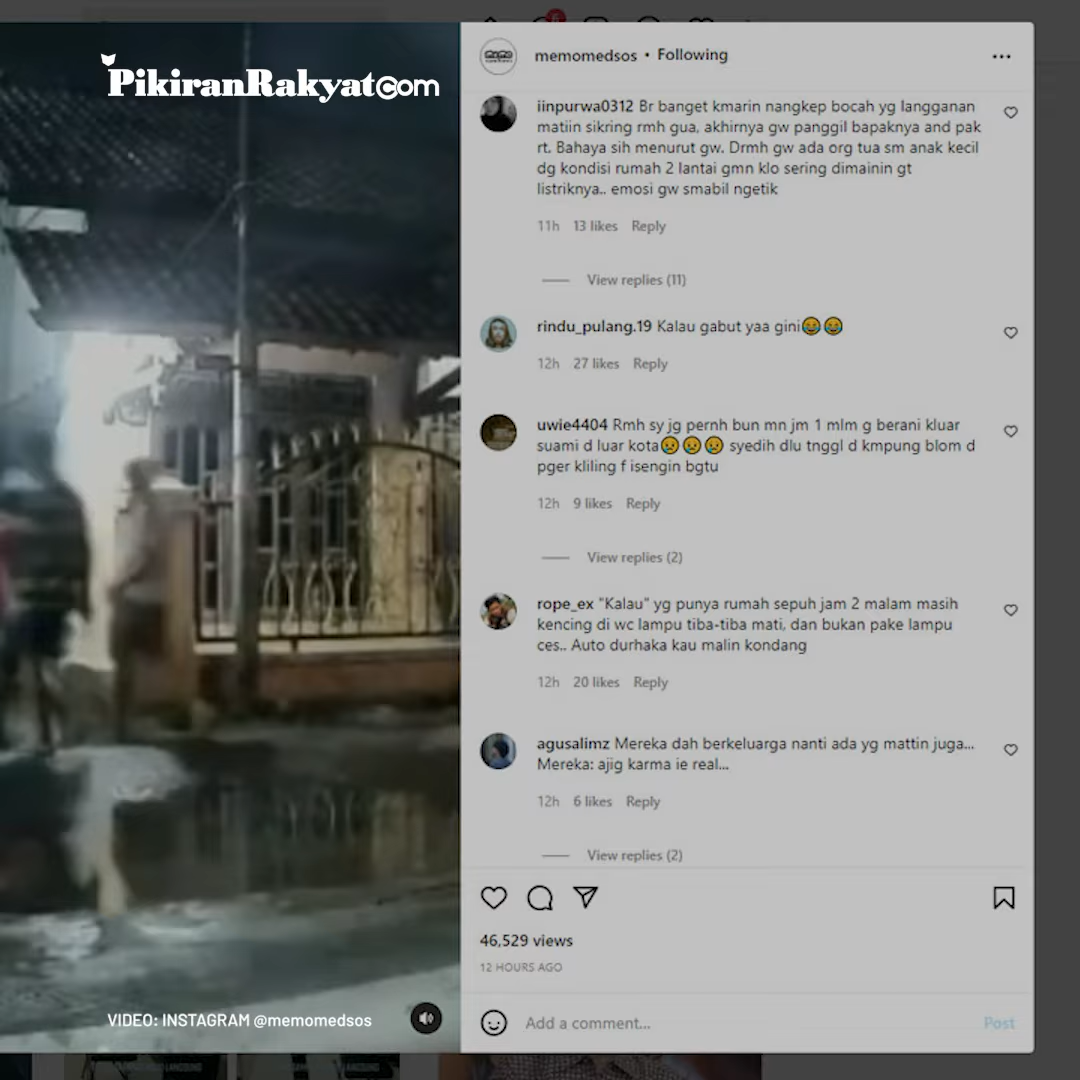 PikiranRakyat.com
memomedsos • Following
iinpurwa0312 Br banget kmarin nangkep bocah yg langganan
matiin sikring rmh gua, akhirnya gw panggil bapaknya and pak
rt. Bahaya sih menurut gw. Drmh gw ada org tua sm anak kecil
dg kondisi rumah 2 lantai gmn klo sering dimainin gt
listriknya.. emosi gw smabil ngetik
11h 13 likes Reply
View replies (11)
rindu_pulang.19 Kalau gabut yaa gini😂😂
12h 27 likes Reply
uwie4404 Rmh sy jg pernh bun mn jm 1 mlm g berani kluar
suami d luar kota😢😢😢 syedih dlu tnggl d kmpung blom d
pger kliling f isengin bgtu
12h 9 likes Reply
View replies (2)
rope_ex "Kalau" yg punya rumah sepuh jam 2 malam masih
kencing di wc lampu tiba-tiba mati, dan bukan pake lampu
ces.. Auto durhaka kau malin kondang
12h 20 likes Reply
agusalimz Mereka dah berkeluarga nanti ada yg mattin juga...
Mereka: ajig karma ie real...
12h 6 likes Reply
View replies (2)
46,529 views
12 HOURS AGO
Add a comment...
Post
VIDEO: INSTAGRAM @memomedsos